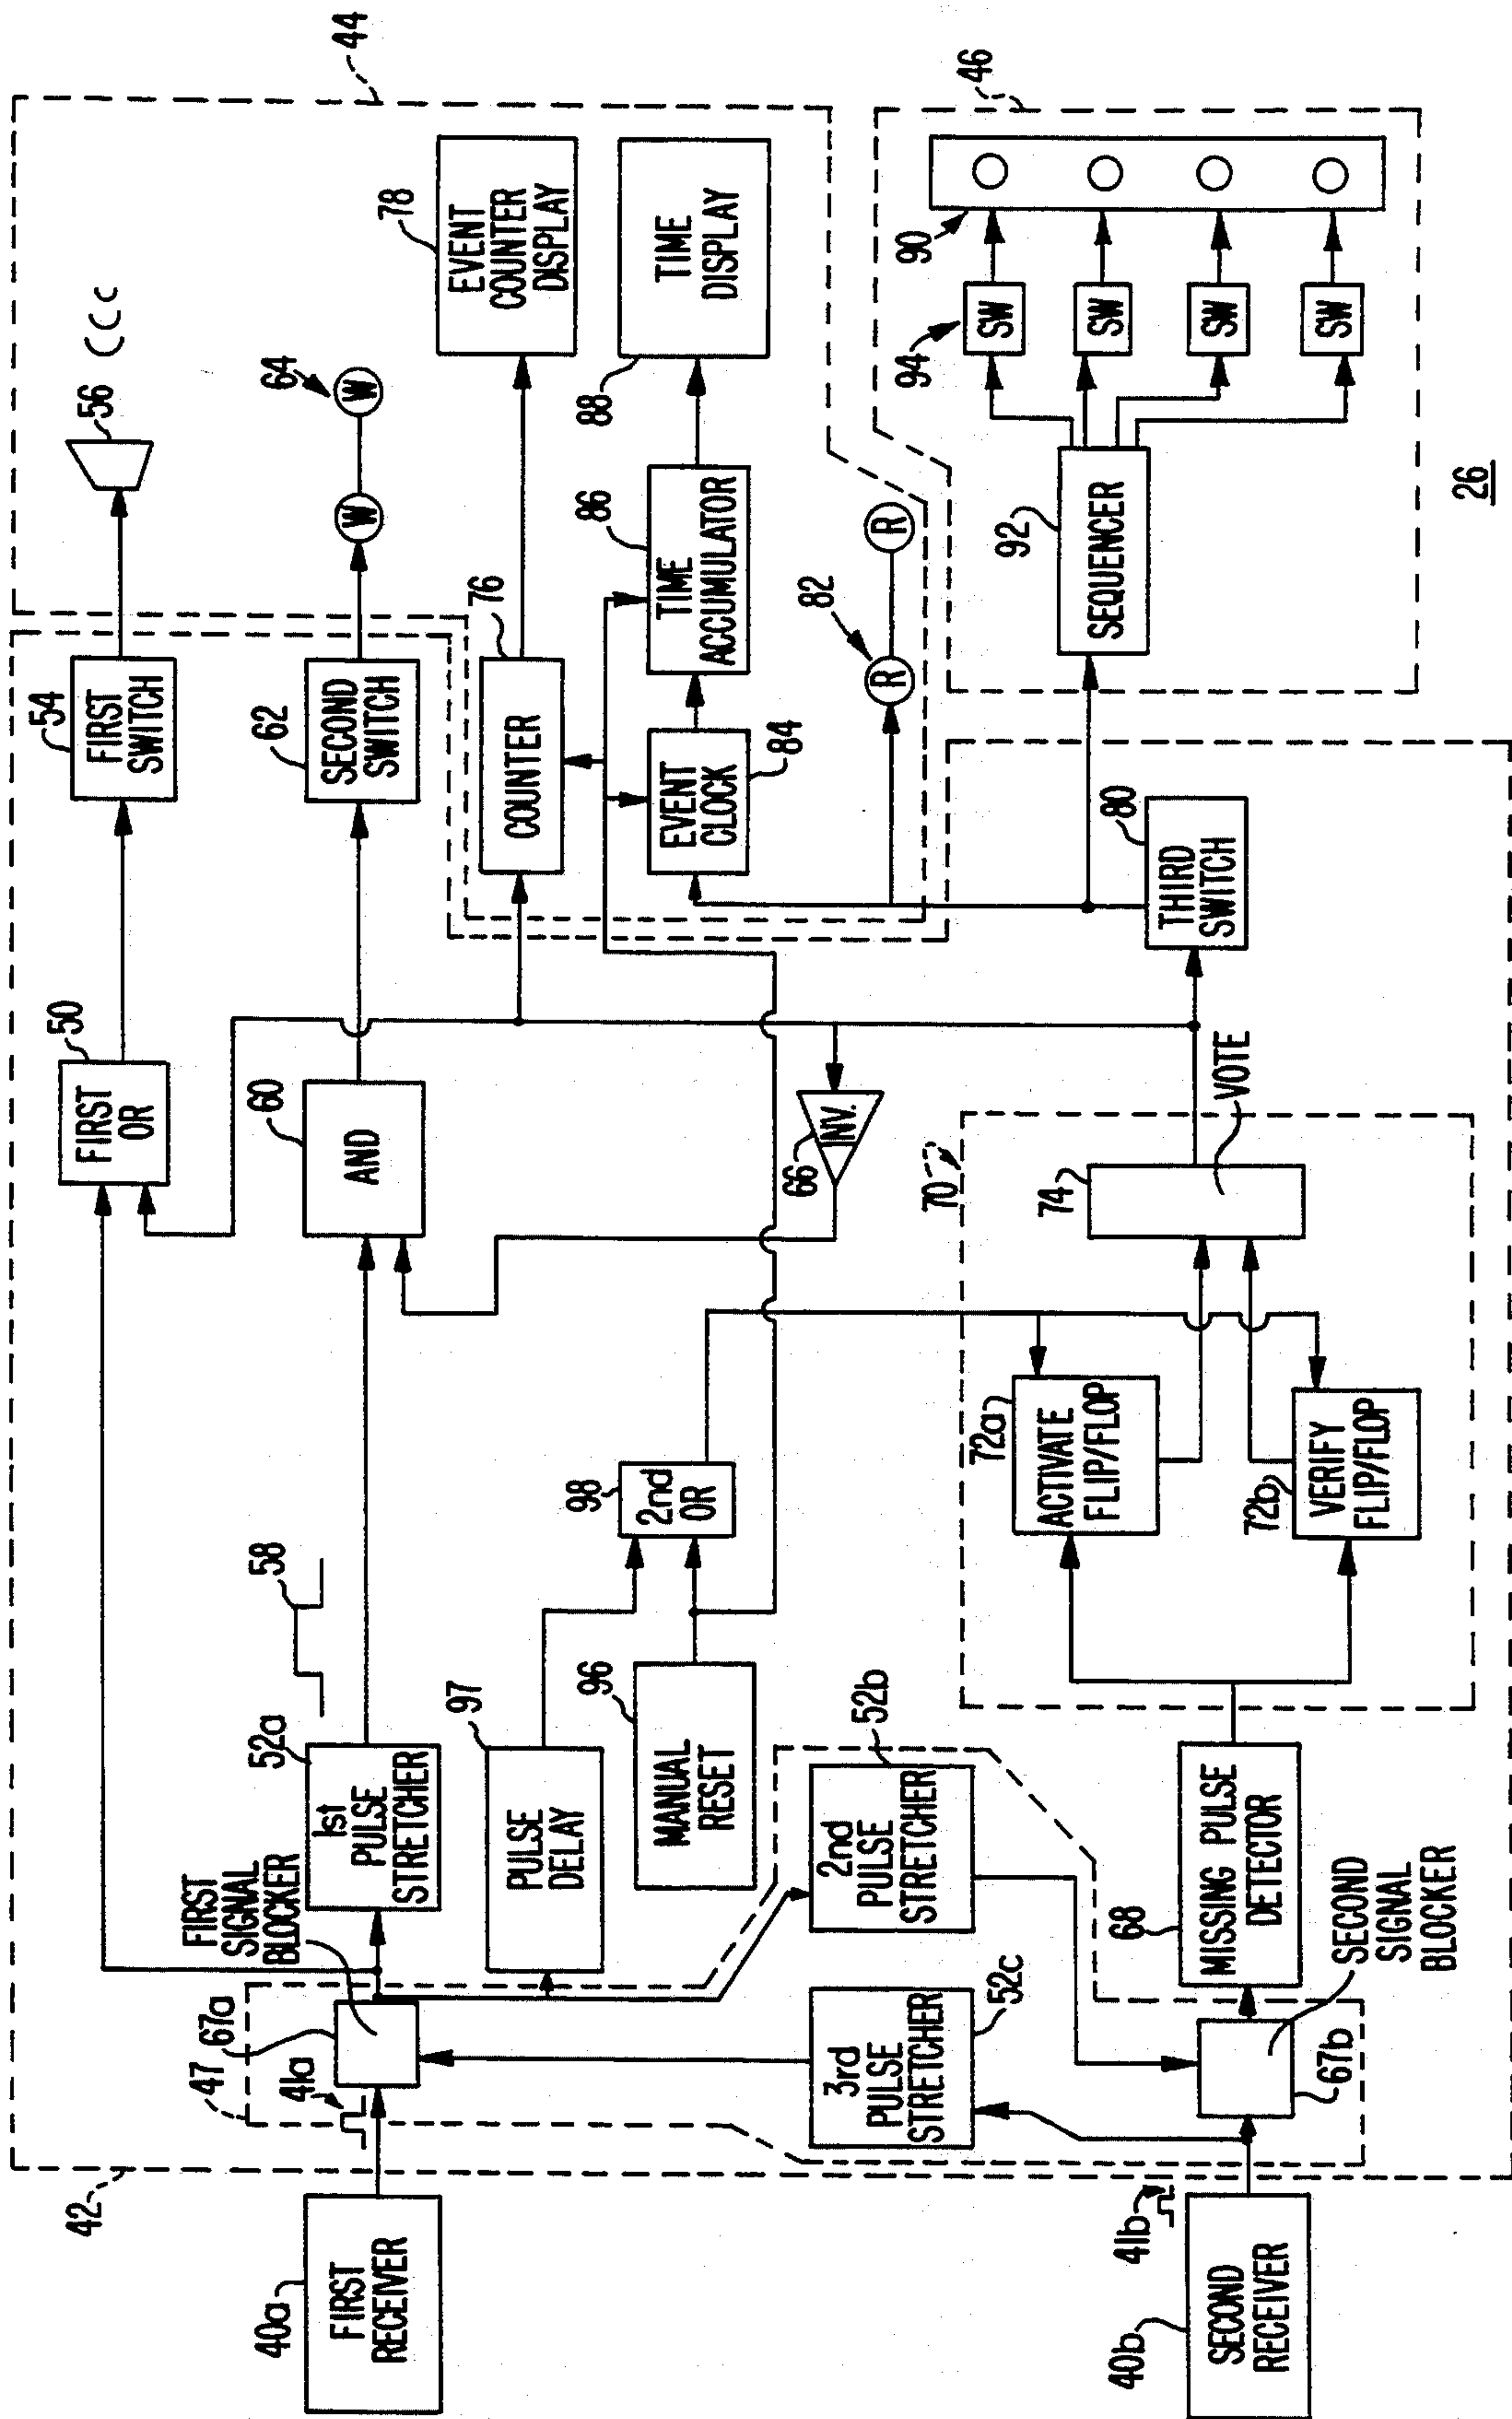 42
47
67a
41a
40a
FIRST
RECEIVER
FIRST
SIGNAL
BLOCKER
52a
1st
PULSE
STRETCHER
58
50
FIRST
OR
54
FIRST
SWITCH
56
CCC
44
60
AND
62
SECOND
SWITCH
64
W
W
97
PULSE
DELAY
96
MANUAL
RESET
98
2nd
OR
66
INV.
76
COUNTER
78
EVENT
COUNTER
DISPLAY
EVENT
CLOCK
84
86
TIME
ACCUMULATOR
88
TIME
DISPLAY
82
R
R
3rd
PULSE
STRETCHER
52c
2nd
PULSE
STRETCHER
52b
41b
40b
SECOND
RECEIVER
67b
SECOND
SIGNAL
BLOCKER
68
MISSING PULSE
DETECTOR
70
72a
ACTIVATE
FLIP/FLOP
72b
VERIFY
FLIP/FLOP
74
VOTE
80
THIRD
SWITCH
92
SEQUENCER
94
SW
SW
SW
SW
90
46
26